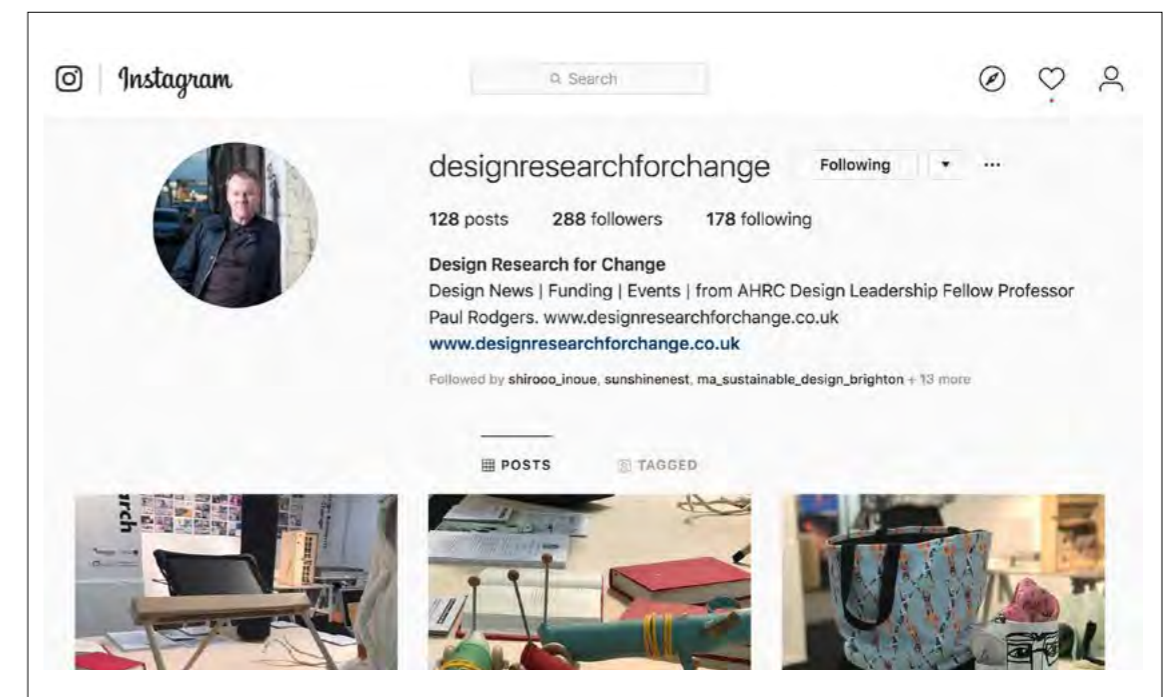 Instagram
Search
designresearchforchange Following
128 posts 288 followers 178 following
Design Research for Change
Design News | Funding | Events | from AHRC Design Leadership Fellow Professor
Paul Rodgers. www.designresearchforchange.co.uk
www.designresearchforchange.co.uk
Followed by shirooo_inoue, sunshinenest, ma_sustainable_design_brighton + 13 more
POSTS TAGGED
arch